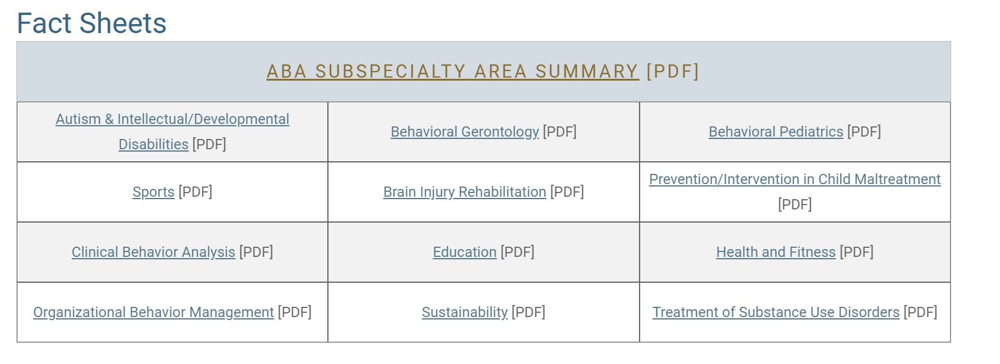 Fact Sheets
ABA SUBSPECIALTY AREA SUMMARY [PDF]
Autism & Intellectual/Developmental
Disabilities [PDF]
Behavioral Gerontology [PDF]
Behavioral Pediatrics [PDF]
Sports [PDF]
Brain Injury Rehabilitation [PDF]
Prevention/Intervention in Child Maltreatment
[PDF]
Clinical Behavior Analysis [PDF]
Education [PDF]
Health and Fitness [PDF]
Organizational Behavior Management [PDF]
Sustainability [PDF]
Treatment of Substance Use Disorders [PDF]